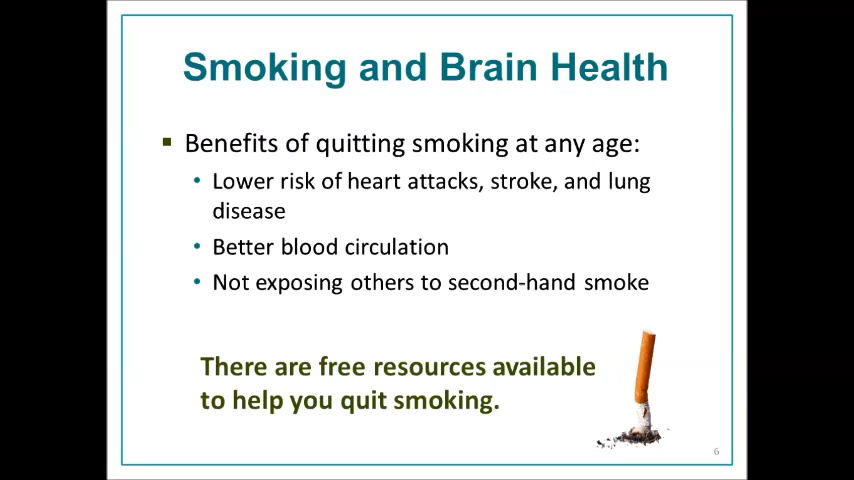 Smoking and Brain Health
Benefits of quitting smoking at any age:
Lower risk of heart attacks, stroke, and lung
disease
Better blood circulation
Not exposing others to second-hand smoke
There are free resources available
to help you quit smoking.
6